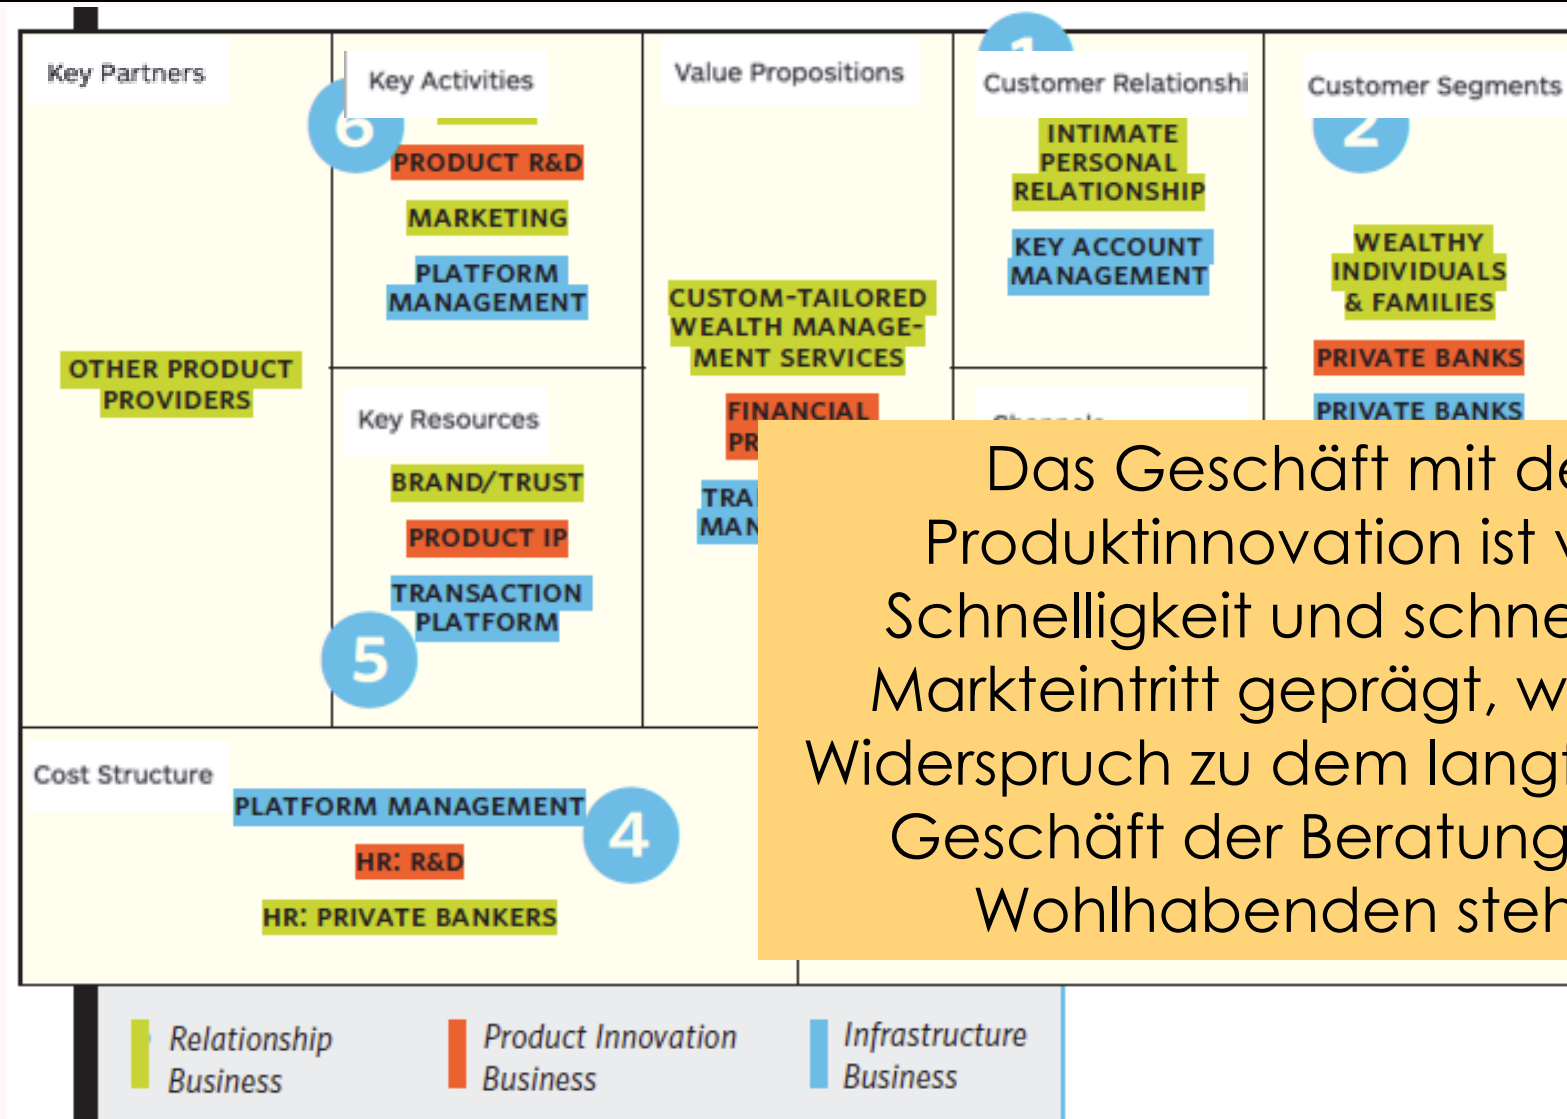 Key Partners
OTHER PRODUCT
PROVIDERS
6
Key Activities
PRODUCT R&D
MARKETING
PLATFORM
MANAGEMENT
Key Resources
BRAND/TRUST
PRODUCT IP
TRANSACTION
PLATFORM
5
Value Propositions
CUSTOM-TAILORED
WEALTH MANAGE-
MENT SERVICES
FINANCIAL
Customer Relationshi
INTIMATE
PERSONAL
RELATIONSHIP
KEY ACCOUNT
MANAGEMENT
Customer Segments
2
WEALTHY
INDIVIDUALS
& FAMILIES
PRIVATE BANKS
PRIVATE BANKS
Das Geschäft mit de
Produktinnovation ist
Schnelligkeit und schne
Markteintritt geprägt, w
Widerspruch zu dem lang
Geschäft der Beratung
Wohlhabenden steh
Cost Structure
PLATFORM MANAGEMENT
4
HR: R&D
HR: PRIVATE BANKERS
Relationship
Business
Product Innovation
Business
Infrastructure
Business